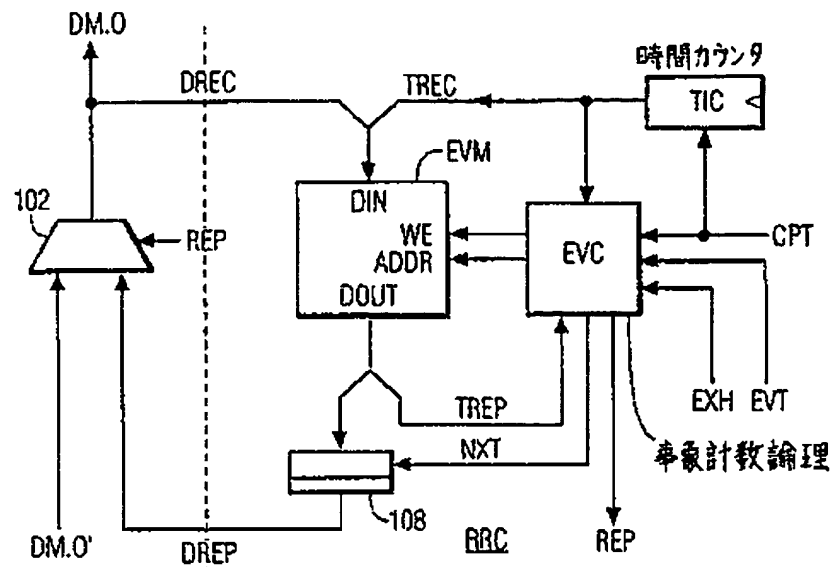 DM.O
時間カウンタ
DREC
TREC
TIC
EVM
102
DIN
REP
WE
ADDR
EVC
CPT
DOUT
TREP
EXH
EVT
NXT
事象計数論理
108
DM.O'
DREP
RRC
REP